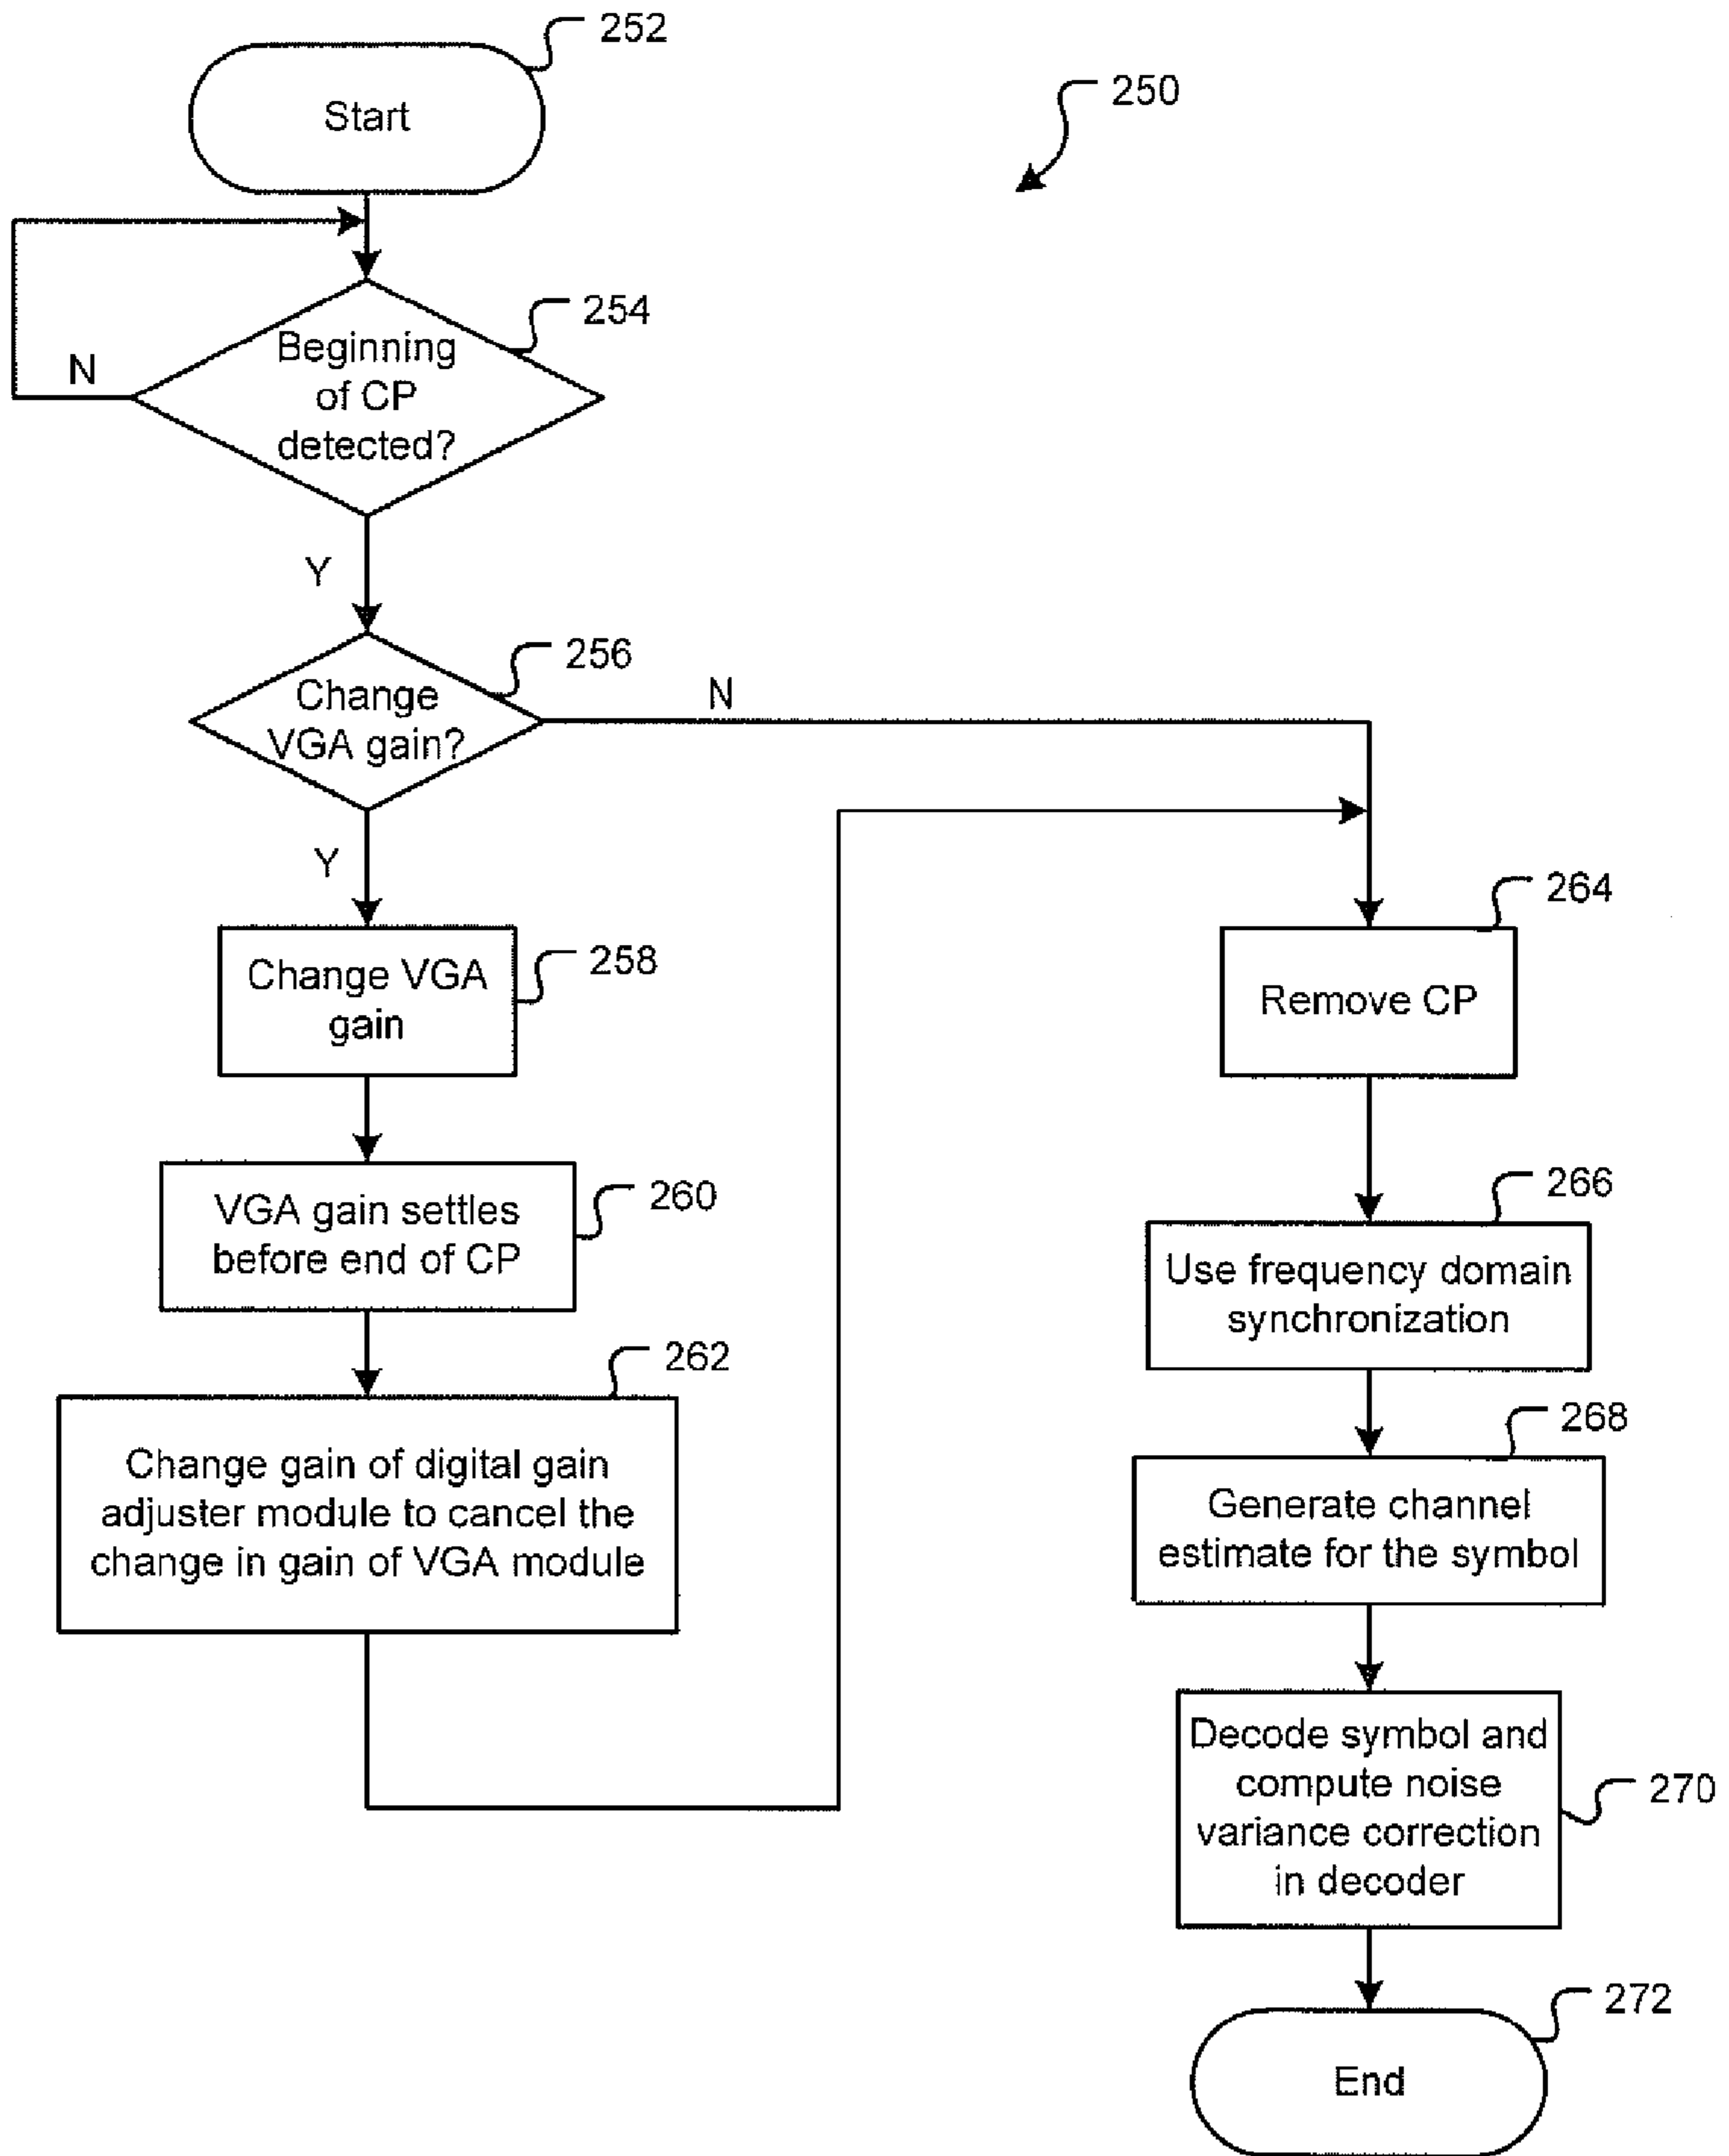 252
Start
250
254
Beginning
of CP
detected?
N
Y
256
Change
VGA gain?
N
Y
258
Change VGA
gain
260
VGA gain settles
before end of CP
262
Change gain of digital gain
adjuster module to cancel the
change in gain of VGA module
264
Remove CP
266
Use frequency domain
synchronization
268
Generate channel
estimate for the symbol
270
Decode symbol and
compute noise
variance correction
in decoder
272
End